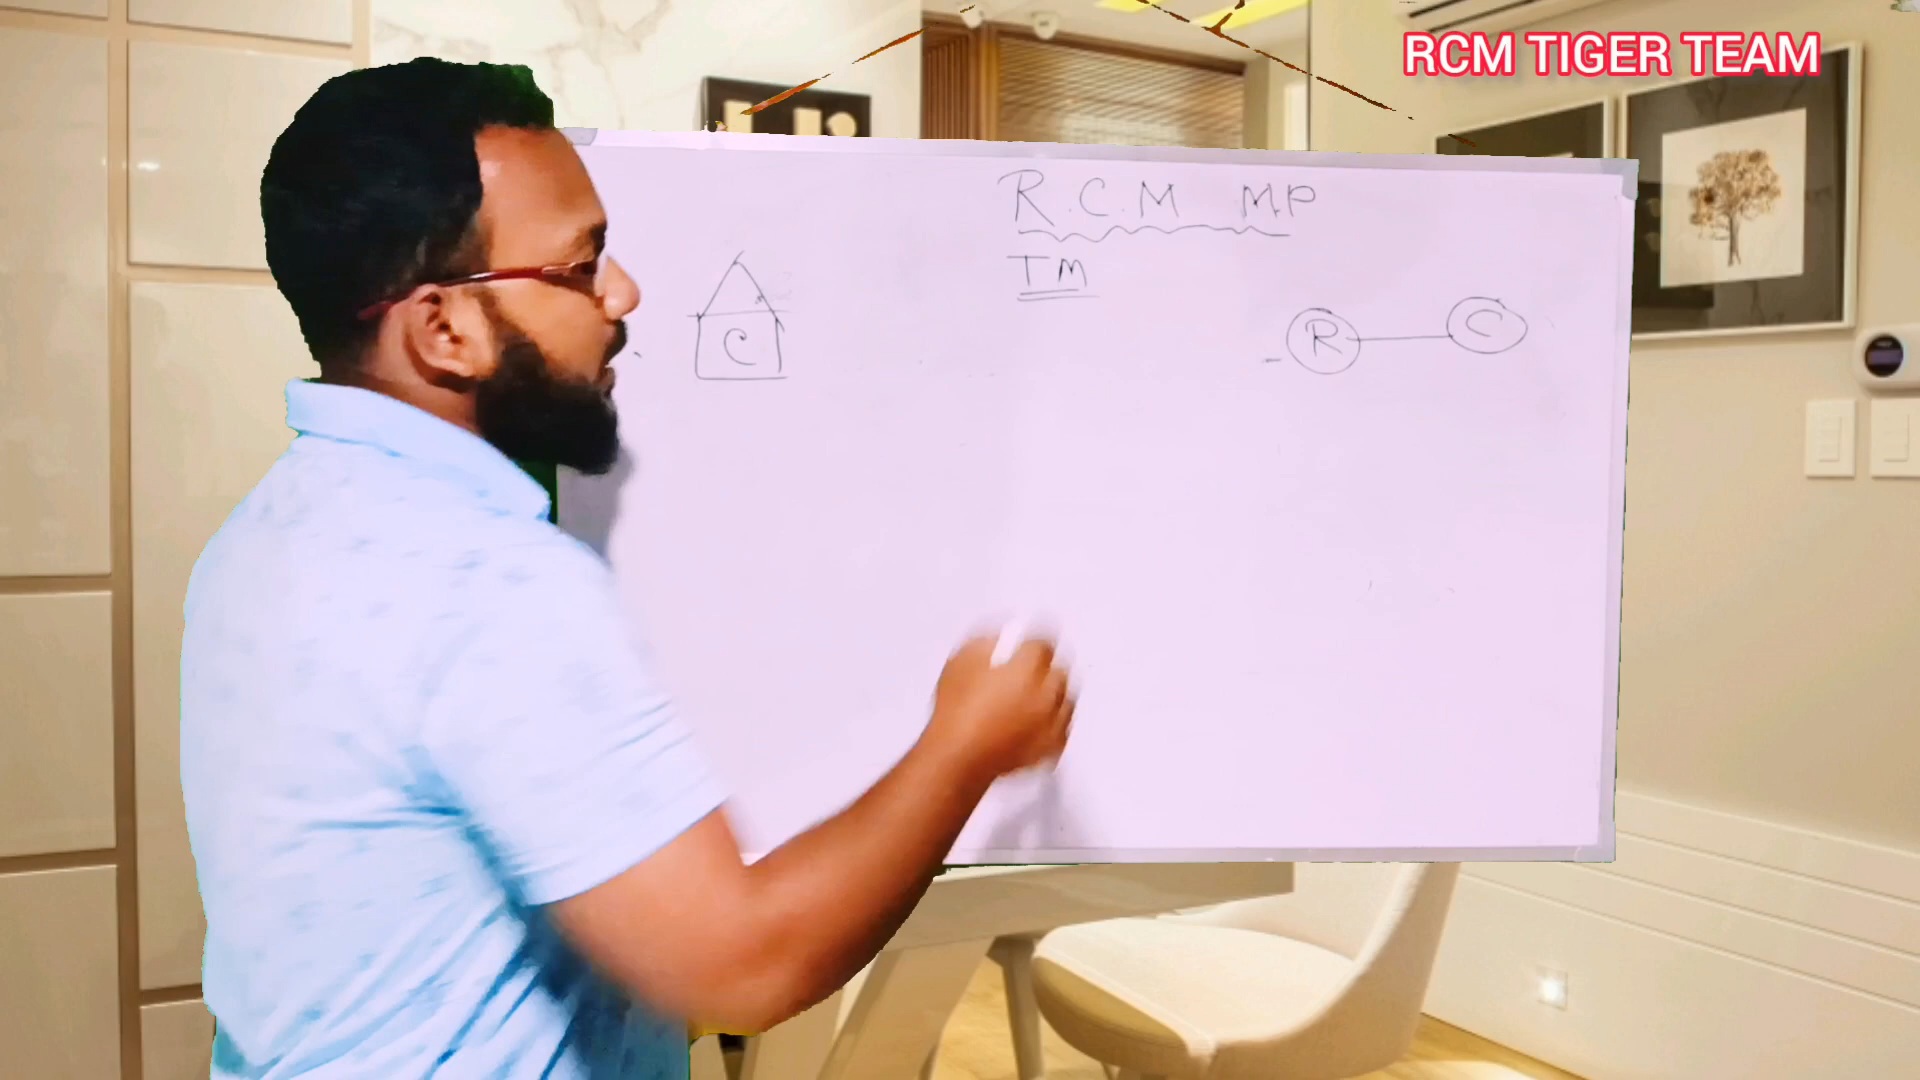 RCM TIGER TEAM
R.C.M MP
TM
C
R C